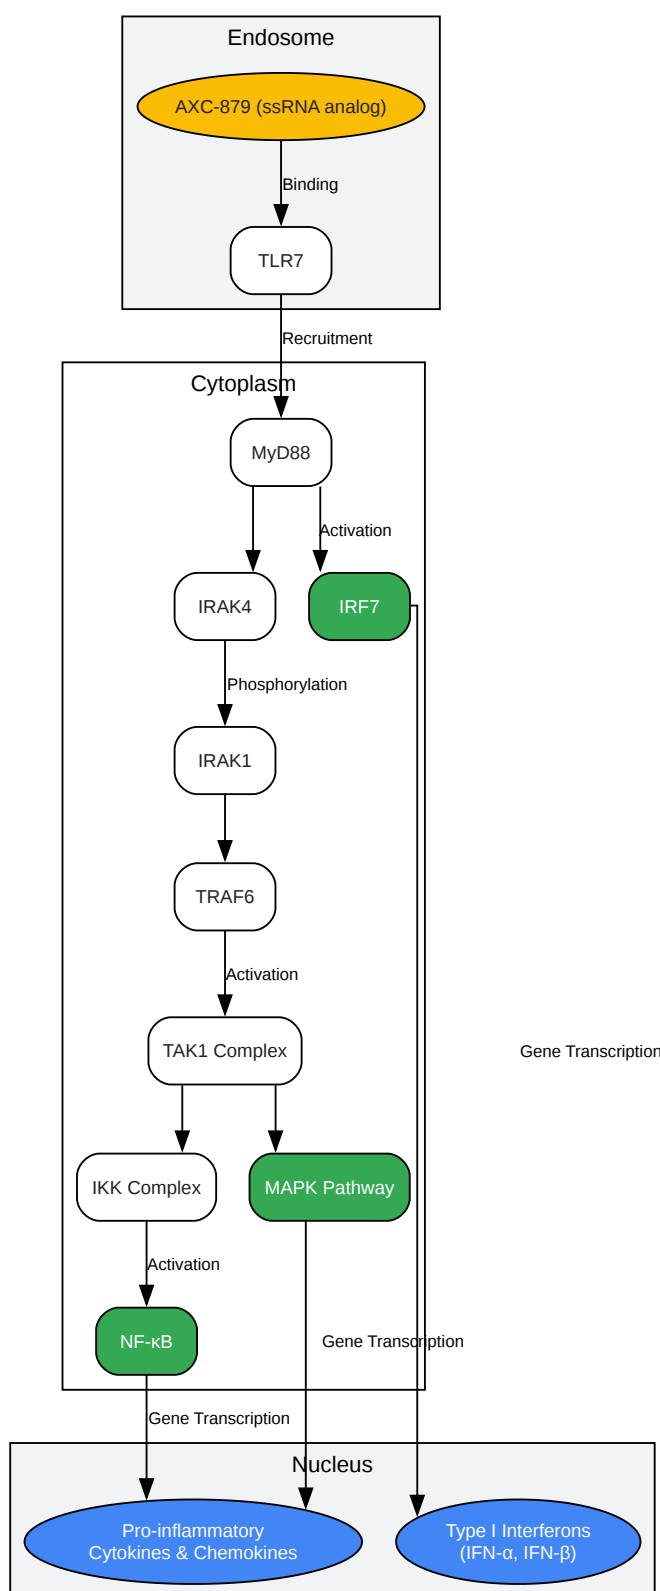 Endosome
AXC-879 (ssRNA analog)
Binding
TLR7
Recruitment
Cytoplasm
MyD88
Activation
IRAK4
IRF7
Phosphorylation
IRAK1
TRAF6
Activation
TAK1 Complex
Gene Transcription
IKK Complex
MAPK Pathway
Activation
NF-κB
Gene Transcription
Gene Transcription
Nucleus
Pro-inflammatory
Cytokines & Chemokines
Type I Interferons
(IFN-α, IFN-β)